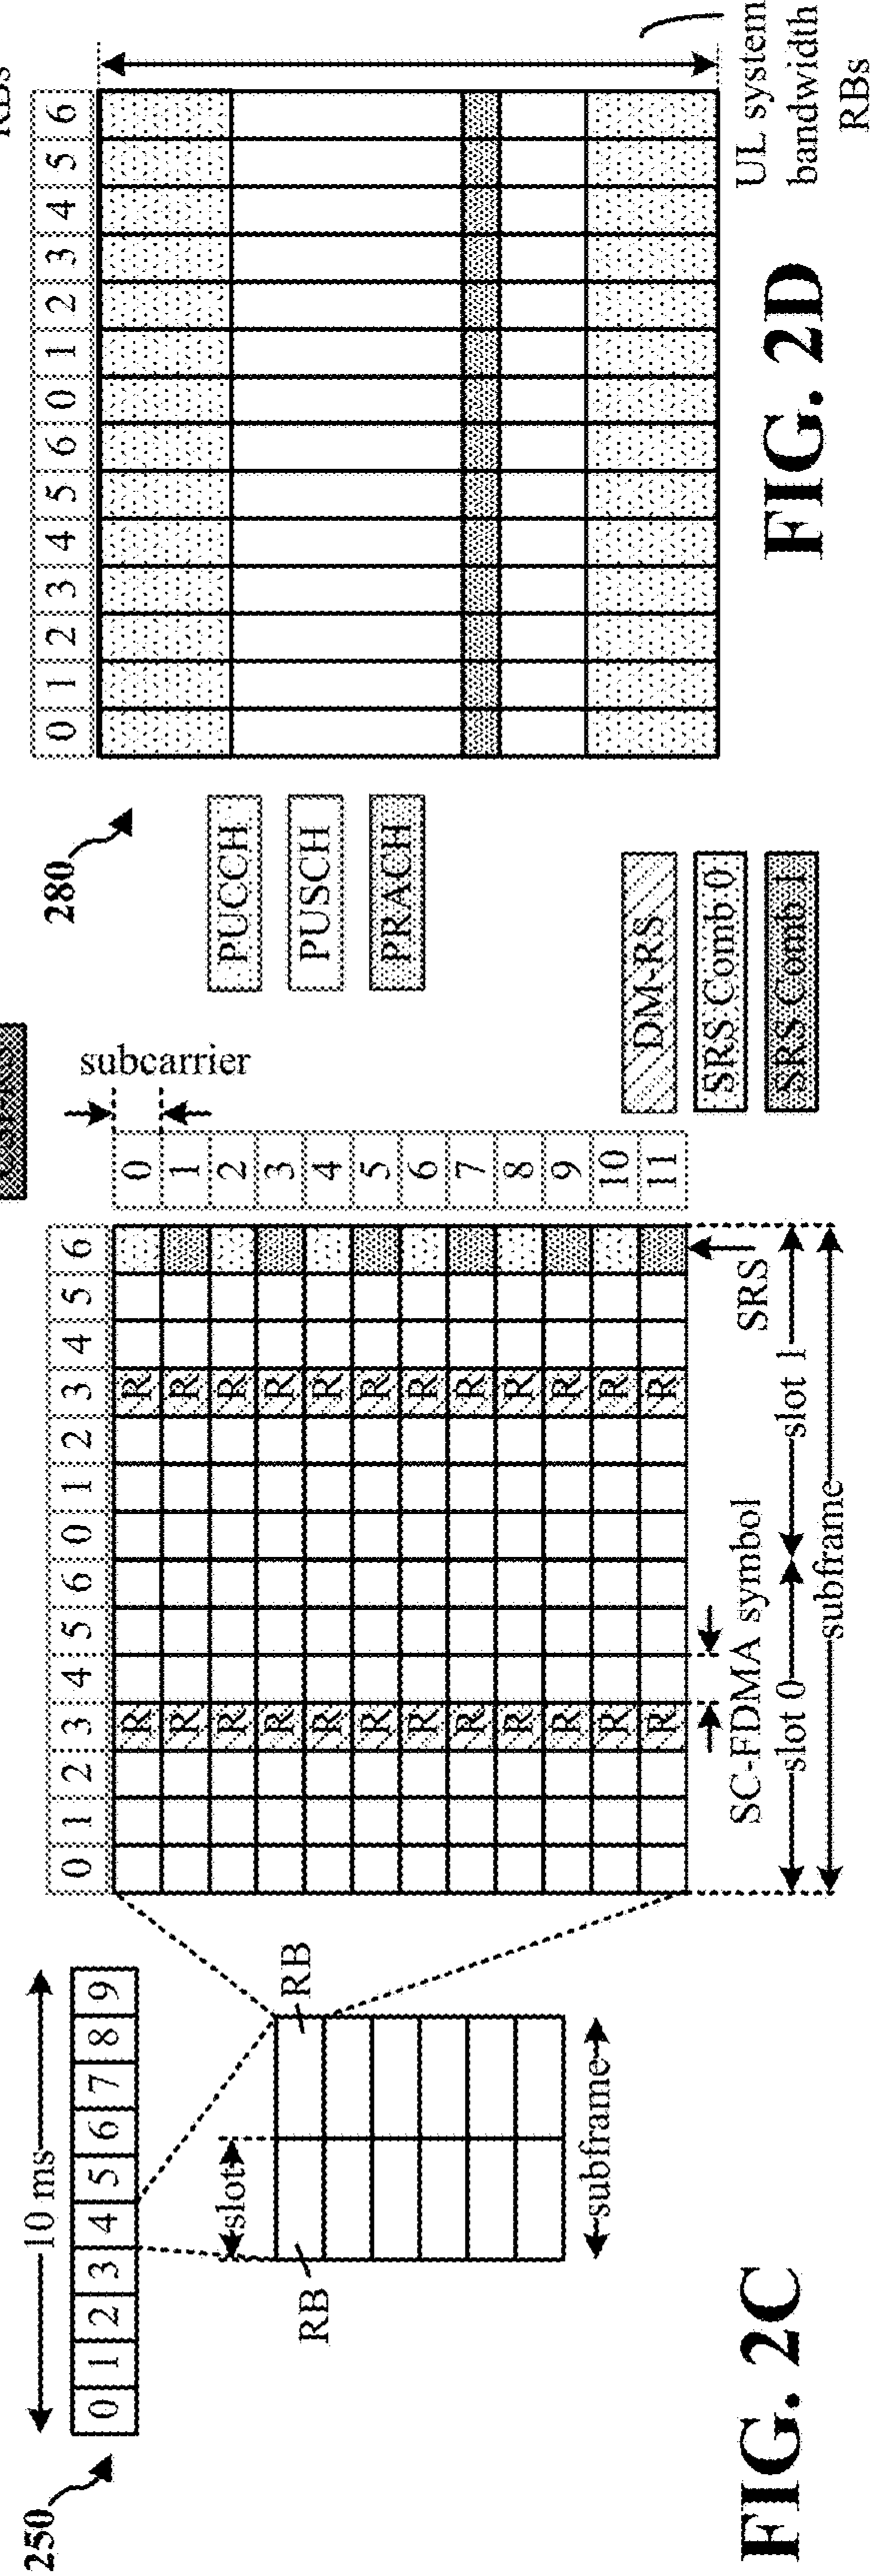 250
10 ms
0 1 2 3 4 5 6 7 8 9
slot
RB
RB
subframe
FIG. 2C
0 1 2 3 4 5 6 0 1 2 3 4 5 6
subcarrier
R R 0
R R 1
R R 2
R R 3
R R 4
R R 5
R R 6
R R 7
R R 8
R R 9
R R 10
R R 11
SC-FDMA symbol
SRS
slot 0
slot 1
subframe
DM-RS
SRS Comb 0
SRS Comb 1
280
PUCCH
PUSCH
PRACH
0 1 2 3 4 5 6 0 1 2 3 4 5 6
UL system
bandwidth
RBs
FIG. 2D
RBs